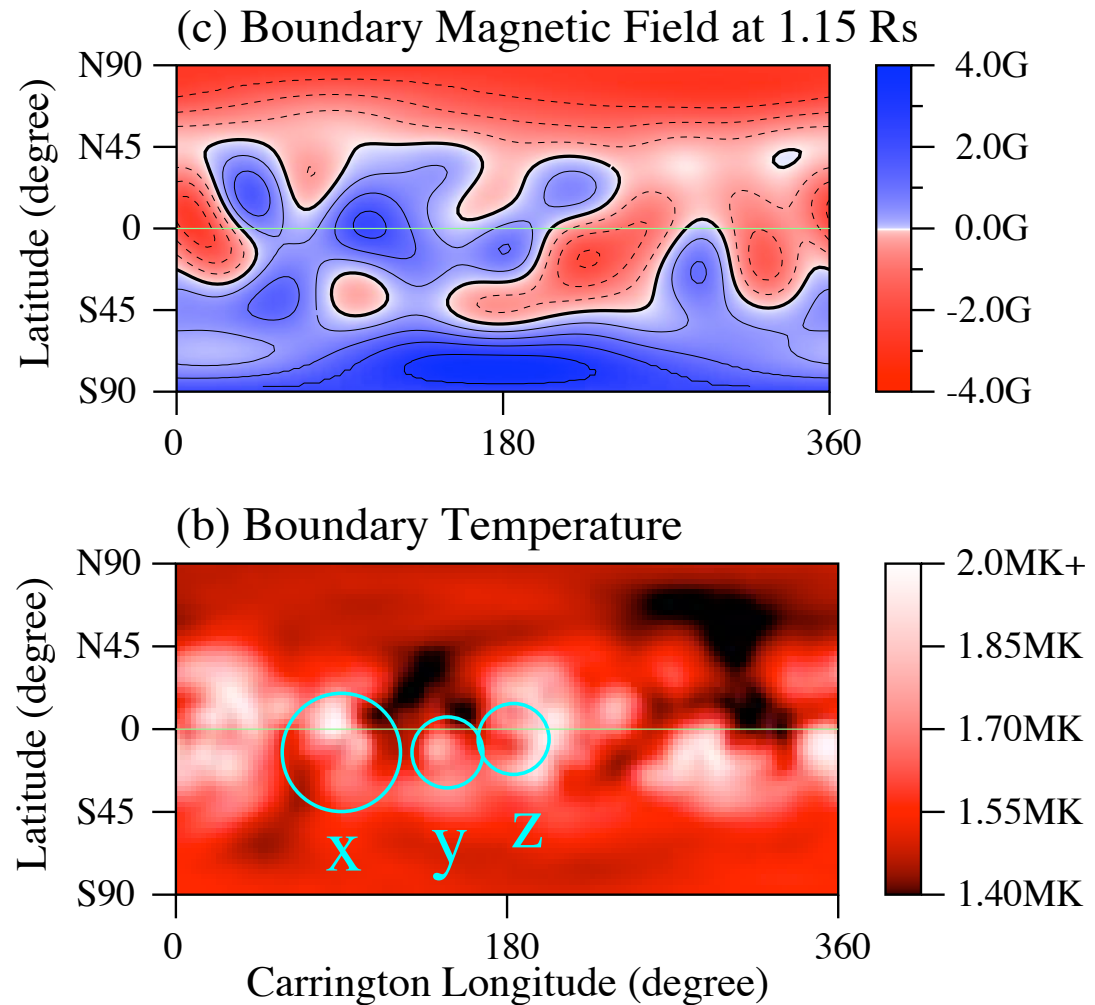 (c) Boundary Magnetic Field at 1.15 Rs
N90
N45
0
S45
S90
Latitude (degree)
0 180 360
4.0G
2.0G
0.0G
-2.0G
-4.0G
(b) Boundary Temperature
N90
N45
0
S45
S90
Latitude (degree)
x y z
0 180 360
Carrington Longitude (degree)
2.0MK+
1.85MK
1.70MK
1.55MK
1.40MK